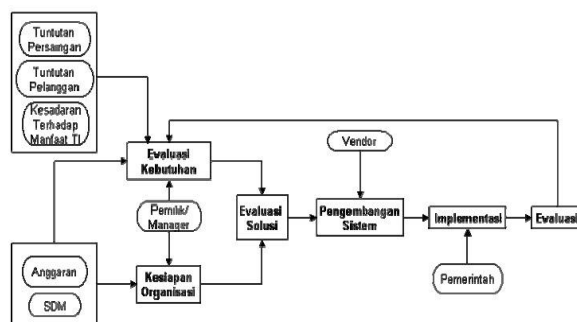 Tuntutan
Persaingan
Tuntutan
Pelanggan
Kesadaran
Terhadap
Manfaat TI
Evaluasi
Kebutuhan
Vendor
Pemilik/
Manager
Evaluasi
Solusi
Pengembangan
Sistem
Implementasi
Evaluasi
Anggaran
SDM
Kesiapan
Organisasi
Pemerintah